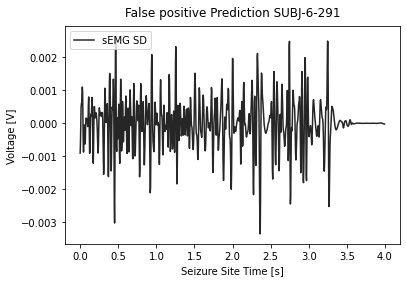 False positive Prediction SUBJ-6-291
sEMG SD
Voltage [V]
0.002
0.001
0.000
−0.001
−0.002
−0.003
0.0 0.5 1.0 1.5 2.0 2.5 3.0 3.5 4.0
Seizure Site Time [s]